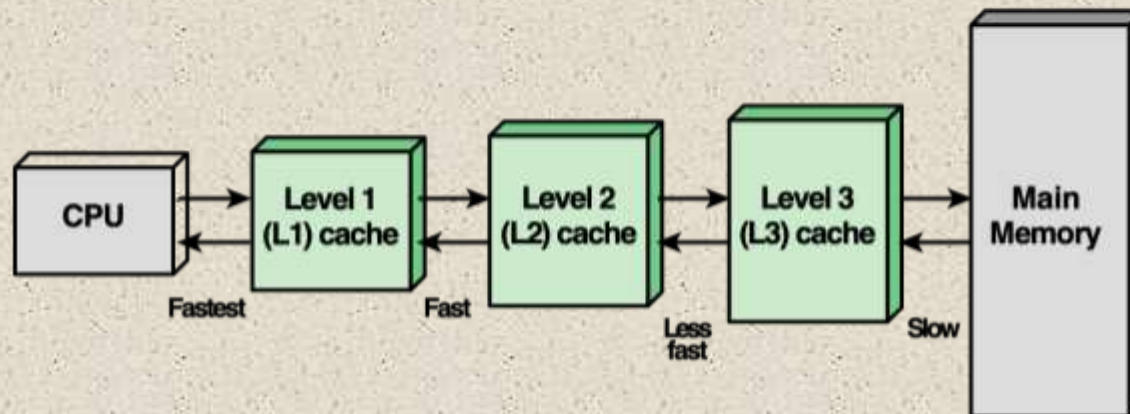 CPU
Level 1
(L1) cache
Level 2
(L2) cache
Level 3
(L3) cache
Main
Memory
Fastest
Fast
Less
fast
Slow